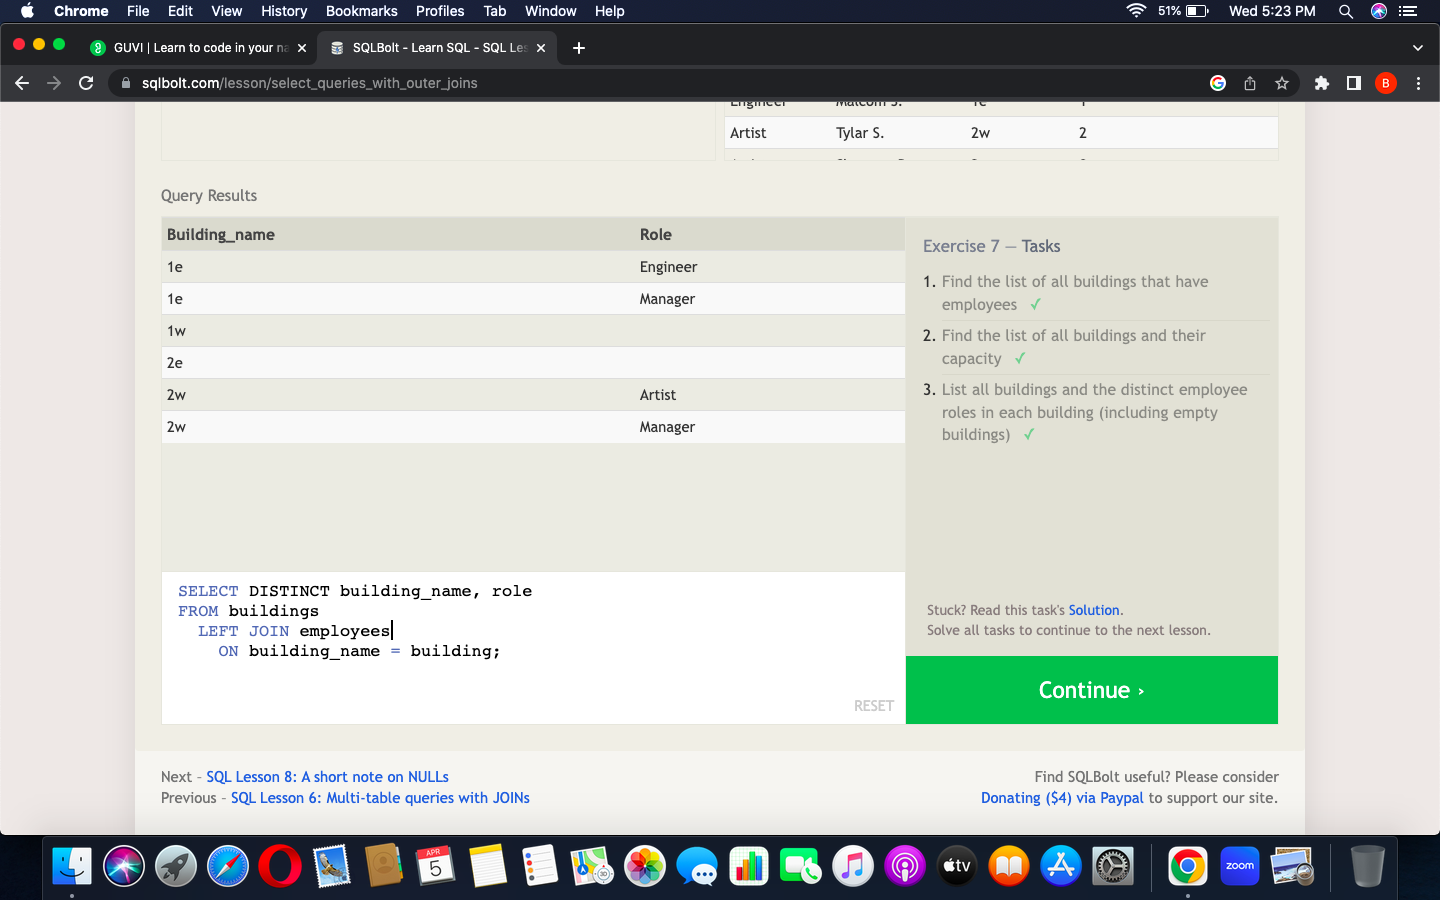 Chrome File Edit View History Bookmarks Profiles Tab Window Help 51% Wed 5:23 PM
GUVI | Learn to code in your na SQLBolt - Learn SQL - SQL Les
sqlbolt.com/lesson/select_queries_with_outer_joins B
Engineer Malcom S. 1e 1
Artist Tylar S. 2w 2
Query Results
Building_name Role
1e Engineer
1e Manager
1w
2e
2w Artist
2w Manager
Exercise 7 — Tasks
1. Find the list of all buildings that have
employees ✓
2. Find the list of all buildings and their
capacity ✓
3. List all buildings and the distinct employee
roles in each building (including empty
buildings) ✓
SELECT DISTINCT building_name, role
FROM buildings
LEFT JOIN employees
ON building_name = building;
RESET
Stuck? Read this task's Solution.
Solve all tasks to continue to the next lesson.
Continue ›
Next – SQL Lesson 8: A short note on NULLs
Previous – SQL Lesson 6: Multi-table queries with JOINs
Find SQLBolt useful? Please consider
Donating ($4) via Paypal to support our site.
APR
5
3D
tv
zoom